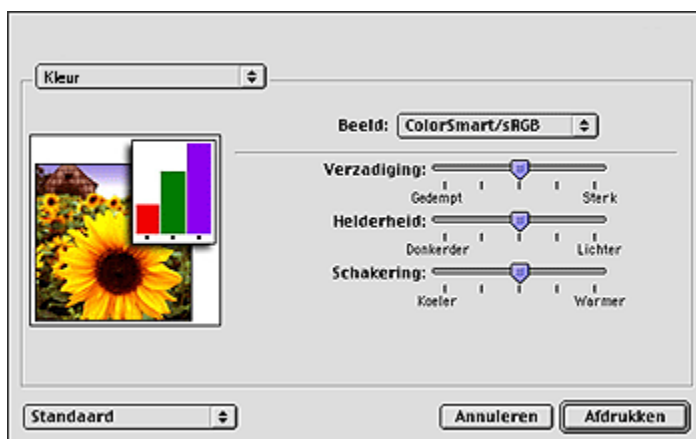 Kleur
Beeld: ColorSmart/sRGB
Verzadiging:
Gedempt Sterk
Helderheid:
Donkerder Lichter
Schakering:
Koeler Warmer
Standaard Annuleren Afdrukken